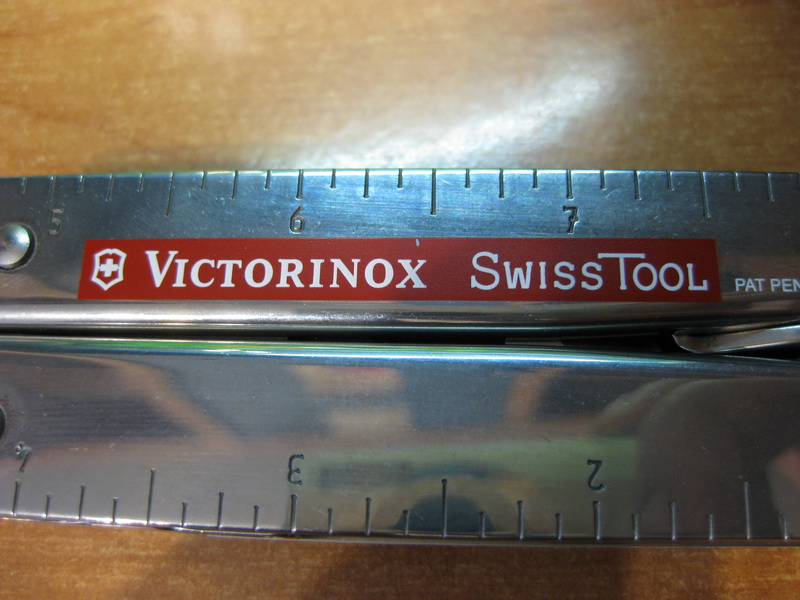 5 6 7
VICTORINOX SWISSTOOL PAT PEN
4 3 2